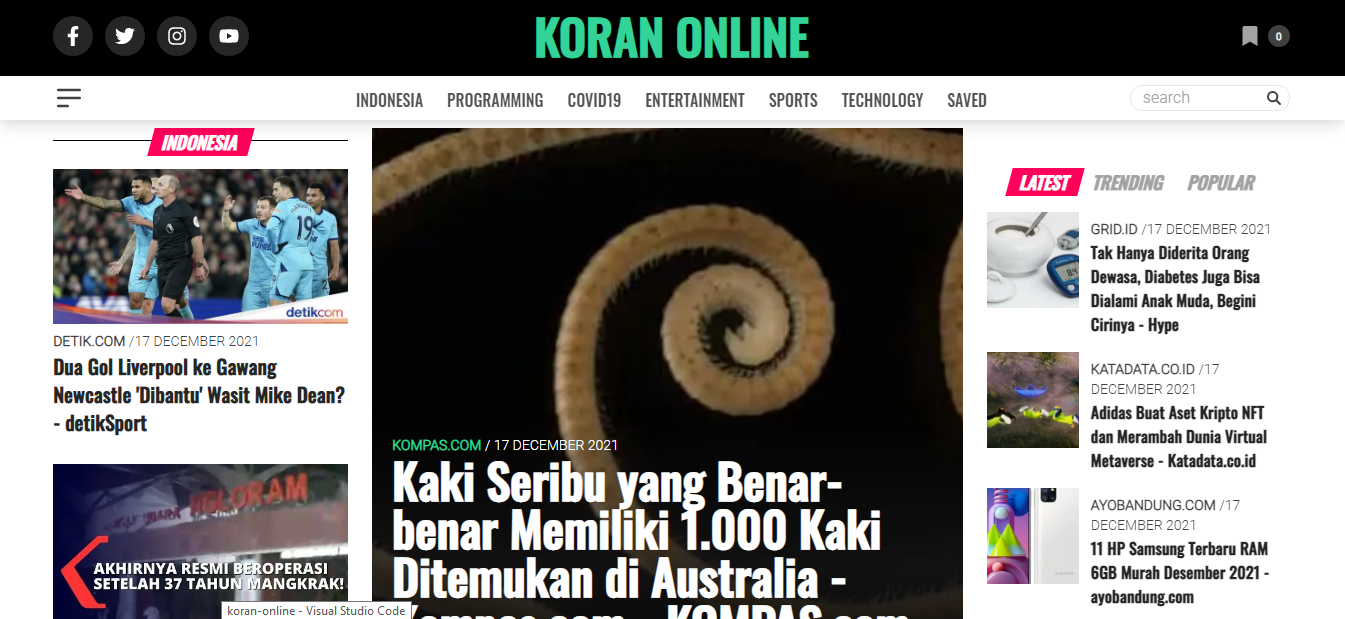 KORAN ONLINE
0
INDONESIA PROGRAMMING COVID19 ENTERTAINMENT SPORTS TECHNOLOGY SAVED
search
INDONESIA
19
detikcom
DETIK.COM /17 DECEMBER 2021
Dua Gol Liverpool ke Gawang
Newcastle 'Dibantu' Wasit Mike Dean?
- detikSport
AKHIRNYA RESMI BEROPERASI
SETELAH 37 TAHUN MANGKRAK!
koran-online - Visual Studio Code
KOMPAS.COM / 17 DECEMBER 2021
Kaki Seribu yang Benar-
benar Memiliki 1.000 Kaki
Ditemukan di Australia -
Kompas.com - KOMPAS.com
LATEST TRENDING POPULAR
GRID.ID /17 DECEMBER 2021
Tak Hanya Diderita Orang
Dewasa, Diabetes Juga Bisa
Dialami Anak Muda, Begini
Cirinya - Hype
KATADATA.CO.ID /17
DECEMBER 2021
Adidas Buat Aset Kripto NFT
dan Merambah Dunia Virtual
Metaverse - Katadata.co.id
AYOBANDUNG.COM /17
DECEMBER 2021
11 HP Samsung Terbaru RAM
6GB Murah Desember 2021 -
ayobandung.com